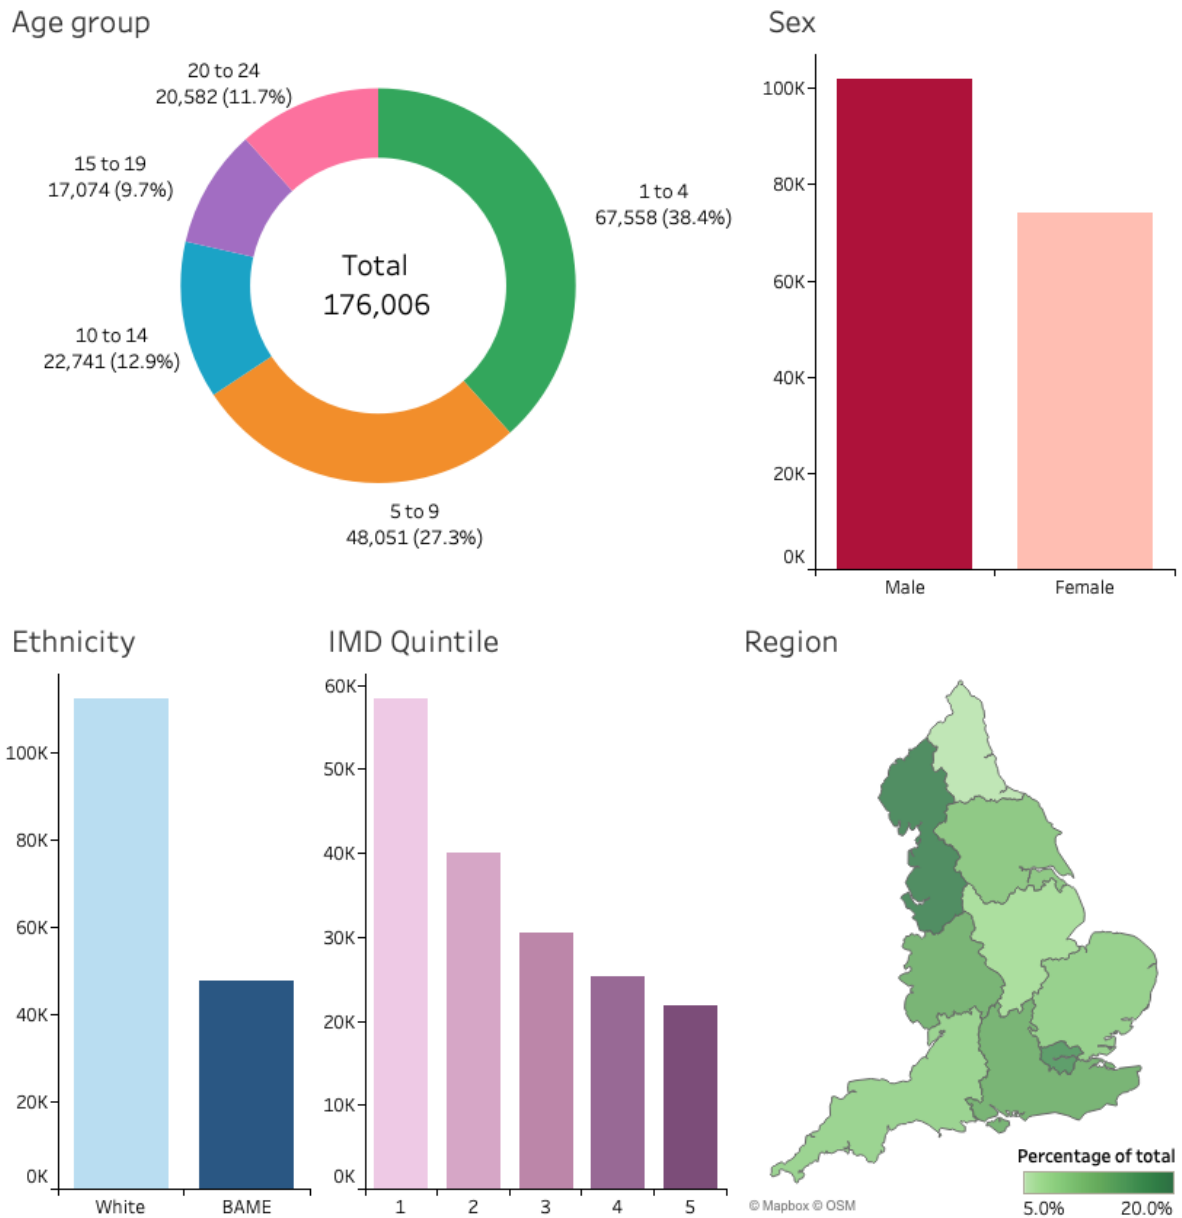 Age group
20 to 24
20,582 (11.7%)
15 to 19
17,074 (9.7%)
1 to 4
67,558 (38.4%)
Total
176,006
10 to 14
22,741 (12.9%)
5 to 9
48,051 (27.3%)
Sex
100K
80K
60K
40K
20K
0K
Male
Female
Ethnicity
100K
80K
60K
40K
20K
0K
White
BAME
IMD Quintile
60K
50K
40K
30K
20K
10K
0K
1
2
3
4
5
Region
Percentage of total
5.0%
20.0%
© Mapbox © OSM